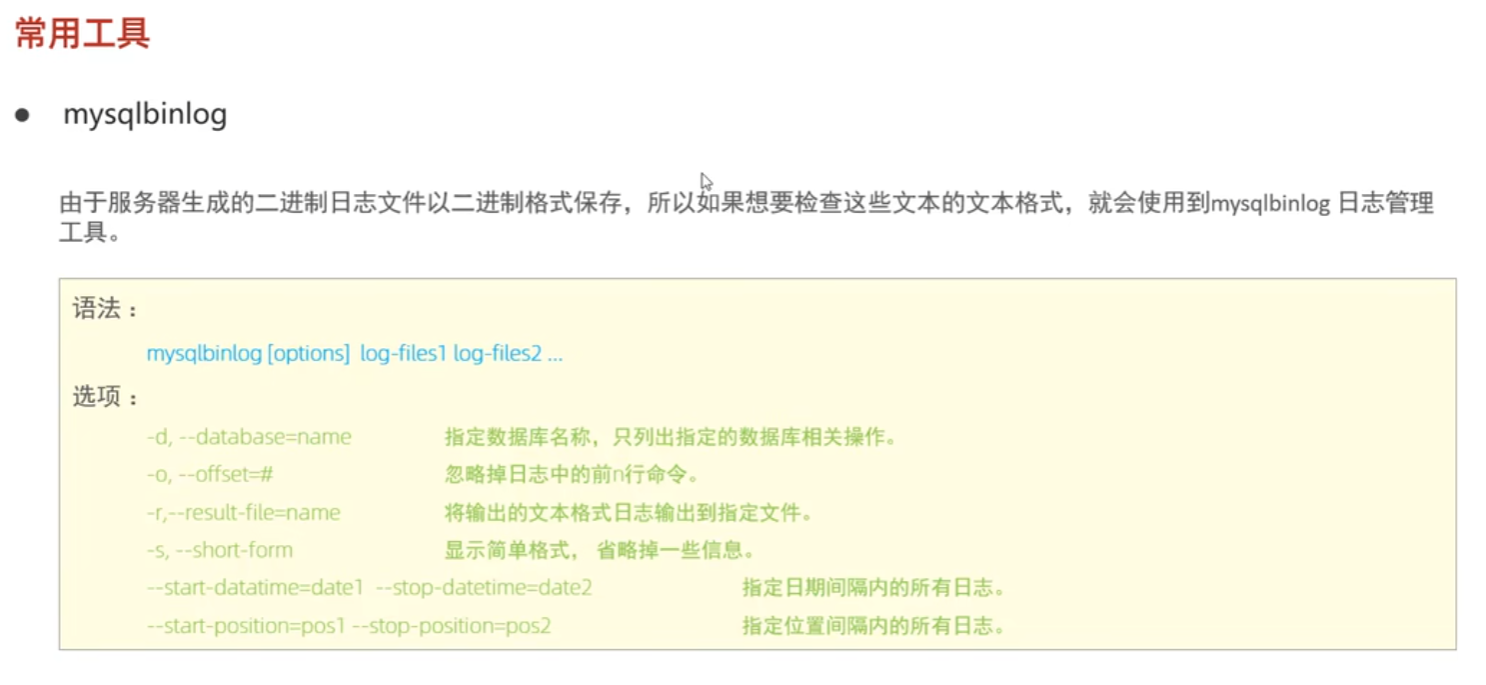 常用工具
● mysqlbinlog
由于服务器生成的二进制日志文件以二进制格式保存，所以如果想要检查这些文本的文本格式，就会使用到mysqlbinlog 日志管理
工具。
语法：
mysqlbinlog [options] log-files1 log-files2 ...
选项：
-d, --database=name 指定数据库名称，只列出指定的数据库相关操作。
-o, --offset=# 忽略掉日志中的前n行命令。
-r,--result-file=name 将输出的文本格式日志输出到指定文件。
-s, --short-form 显示简单格式， 省略掉一些信息。
--start-datatime=date1 --stop-datetime=date2 指定日期间隔内的所有日志。
--start-position=pos1 --stop-position=pos2 指定位置间隔内的所有日志。